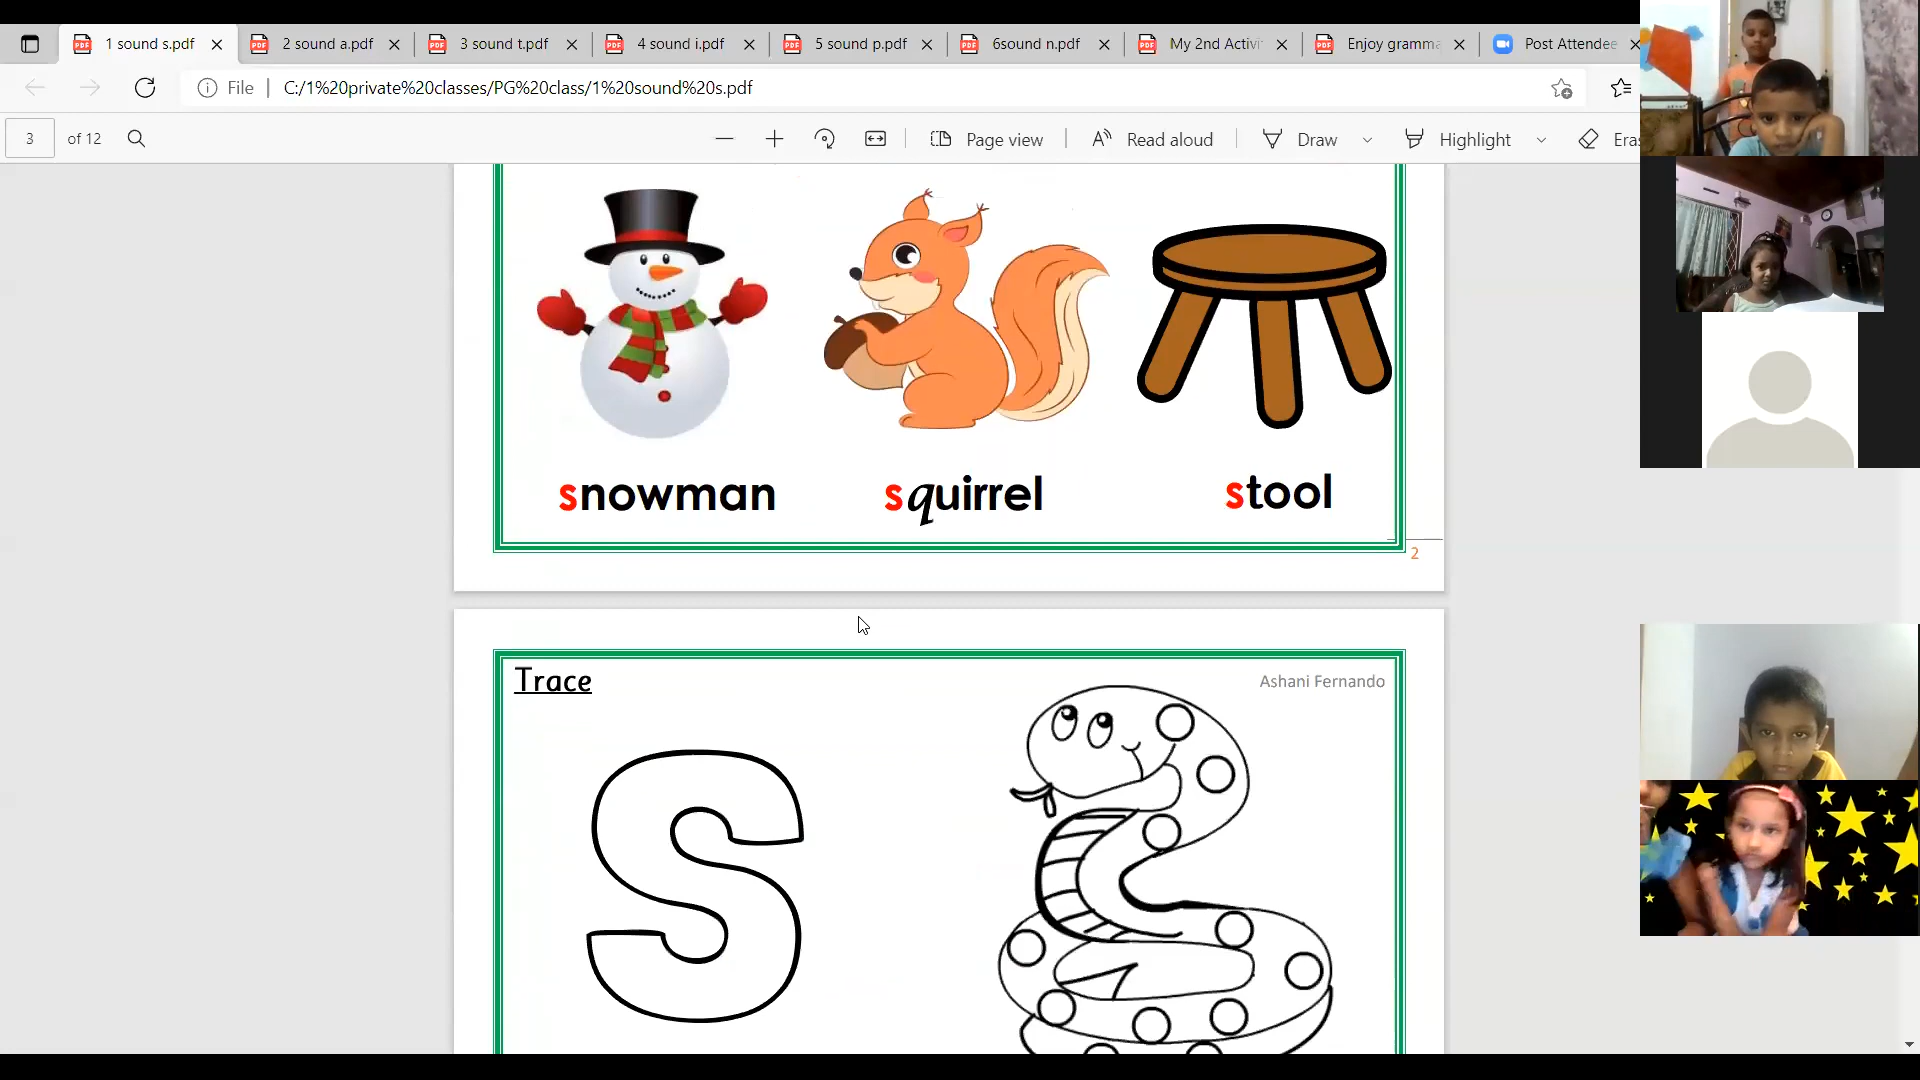 1 sound s.pdf 2 sound a.pdf 3 sound t.pdf 4 sound i.pdf 5 sound p.pdf 6sound n.pdf My 2nd Activi Enjoy gramma Post Attendee
File C:/1%20private%20classes/PG%20class/1%20sound%20s.pdf
3 of 12 Page view Read aloud Draw Highlight Eras
snowman squirrel stool
2
Trace Ashani Fernando
s